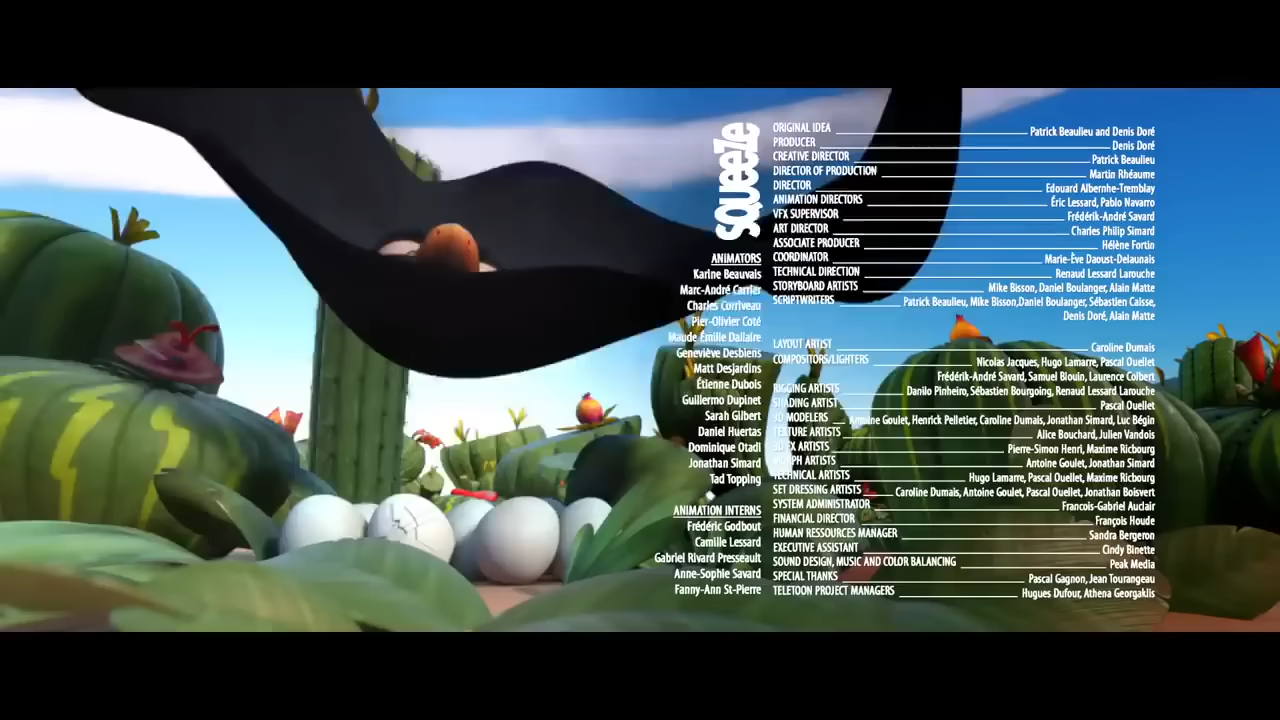 squeeze
ANIMATORS
Karine Beauvais
Marc-André Carrier
Charles Corriveau
Pier-Olivier Coté
Maude Émilie Dallaire
Geneviève Desbiens
Matt Desjardins
Étienne Dubois
Guillermo Dupinet
Sarah Gilbert
Daniel Huertas
Dominique Otadi
Jonathan Simard
Tad Topping
ANIMATION INTERNS
Frédéric Godbout
Camille Lessard
Gabriel Rivard Presseault
Anne-Sophie Savard
Fanny-Ann St-Pierre
ORIGINAL IDEA Patrick Beaulieu and Denis Doré
PRODUCER Denis Doré
CREATIVE DIRECTOR Patrick Beaulieu
DIRECTOR OF PRODUCTION Martin Rhéaume
DIRECTOR Edouard Albernhe-Tremblay
ANIMATION DIRECTORS Éric Lessard, Pablo Navarro
VFX SUPERVISOR Frédérik-André Savard
ART DIRECTOR Charles Philip Simard
ASSOCIATE PRODUCER Hélène Fortin
COORDINATOR Marie-Ève Daoust-Delaunais
TECHNICAL DIRECTION Renaud Lessard Larouche
STORYBOARD ARTISTS Mike Bisson, Daniel Boulanger, Alain Matte
SCRIPTWRITERS Patrick Beaulieu, Mike Bisson,Daniel Boulanger, Sébastien Caisse,
Denis Doré, Alain Matte
LAYOUT ARTIST Caroline Dumais
COMPOSITORS/LIGHTERS Nicolas Jacques, Hugo Lamarre, Pascal Ouellet
Frédérik-André Savard, Samuel Blouin, Laurence Colbert
RIGGING ARTISTS Danilo Pinheiro, Sébastien Bourgoing, Renaud Lessard Larouche
SHADING ARTIST Pascal Ouellet
3D MODELERS Antoine Goulet, Henrick Pelletier, Caroline Dumais, Jonathan Simard, Luc Bégin
TEXTURE ARTISTS Alice Bouchard, Julien Vandois
3D FX ARTISTS Pierre-Simon Henri, Maxime Ricbourg
MORPH ARTISTS Antoine Goulet, Jonathan Simard
TECHNICAL ARTISTS Hugo Lamarre, Pascal Ouellet, Maxime Ricbourg
SET DRESSING ARTISTS Caroline Dumais, Antoine Goulet, Pascal Ouellet, Jonathan Boisvert
SYSTEM ADMINISTRATOR Francois-Gabriel Auclair
FINANCIAL DIRECTOR François Houde
HUMAN RESSOURCES MANAGER Sandra Bergeron
EXECUTIVE ASSISTANT Cindy Binette
SOUND DESIGN, MUSIC AND COLOR BALANCING Peak Media
SPECIAL THANKS Pascal Gagnon, Jean Tourangeau
TELETOON PROJECT MANAGERS Hugues Dufour, Athena Georgaklis